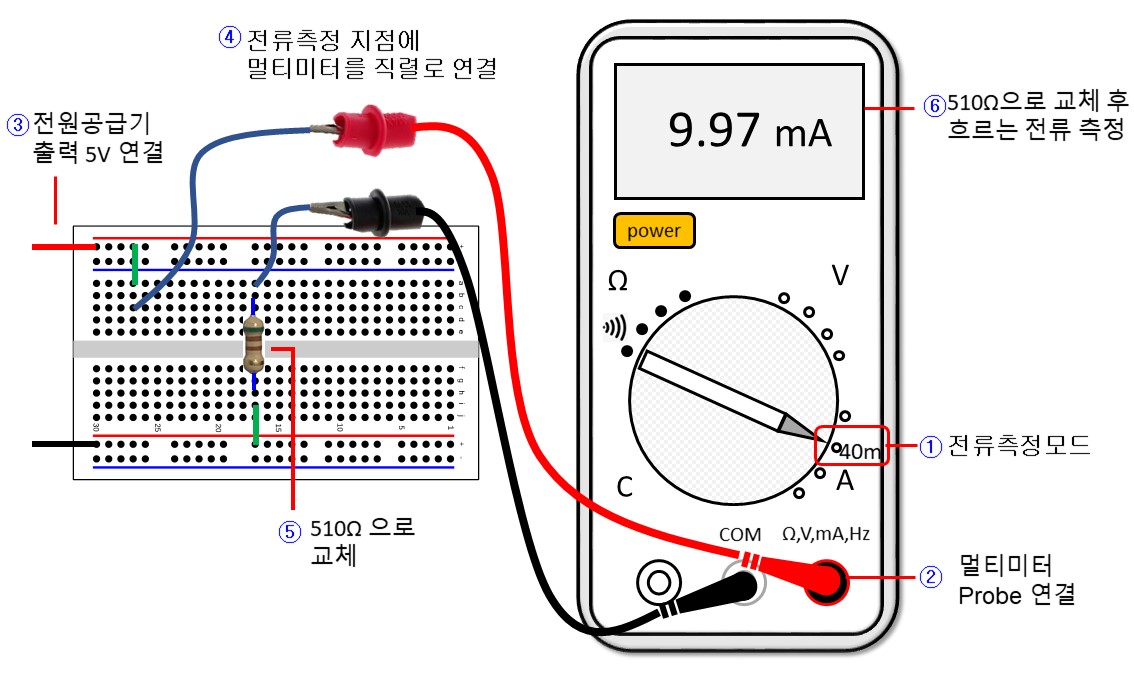 ④ 전류측정 지점에
멀티미터를 직렬로 연결
③ 전원공급기
출력 5V 연결
9.97 mA
⑥ 510Ω으로 교체 후
흐르는 전류 측정
power
Ω
V
a
b
c
d
e
f
g
h
i
j
30
25
20
15
10
5
1
+
-
+
-
40m
A
① 전류측정모드
C
⑤ 510Ω 으로
교체
COM
Ω,V,mA,Hz
② 멀티미터
Probe 연결